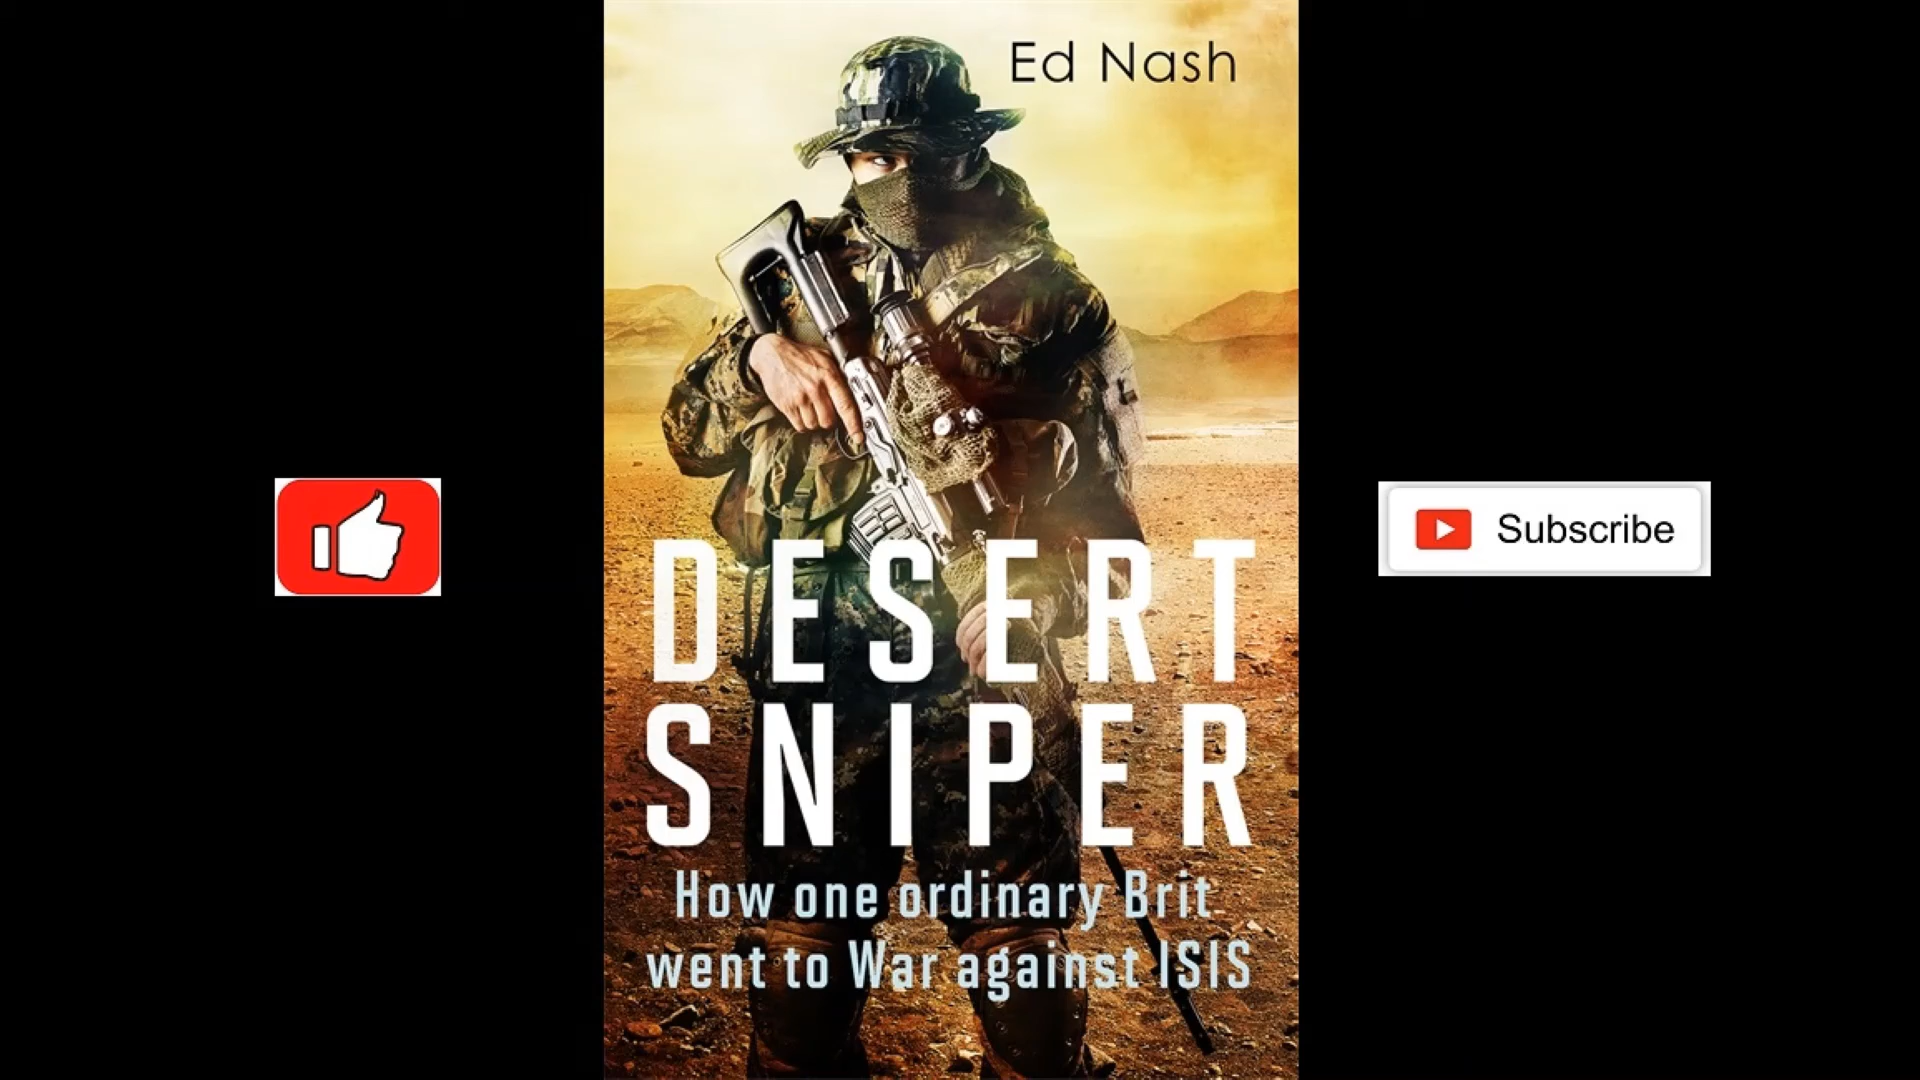 Ed Nash
DESERT
SNIPER
How one ordinary Brit
went to War against ISIS
Subscribe